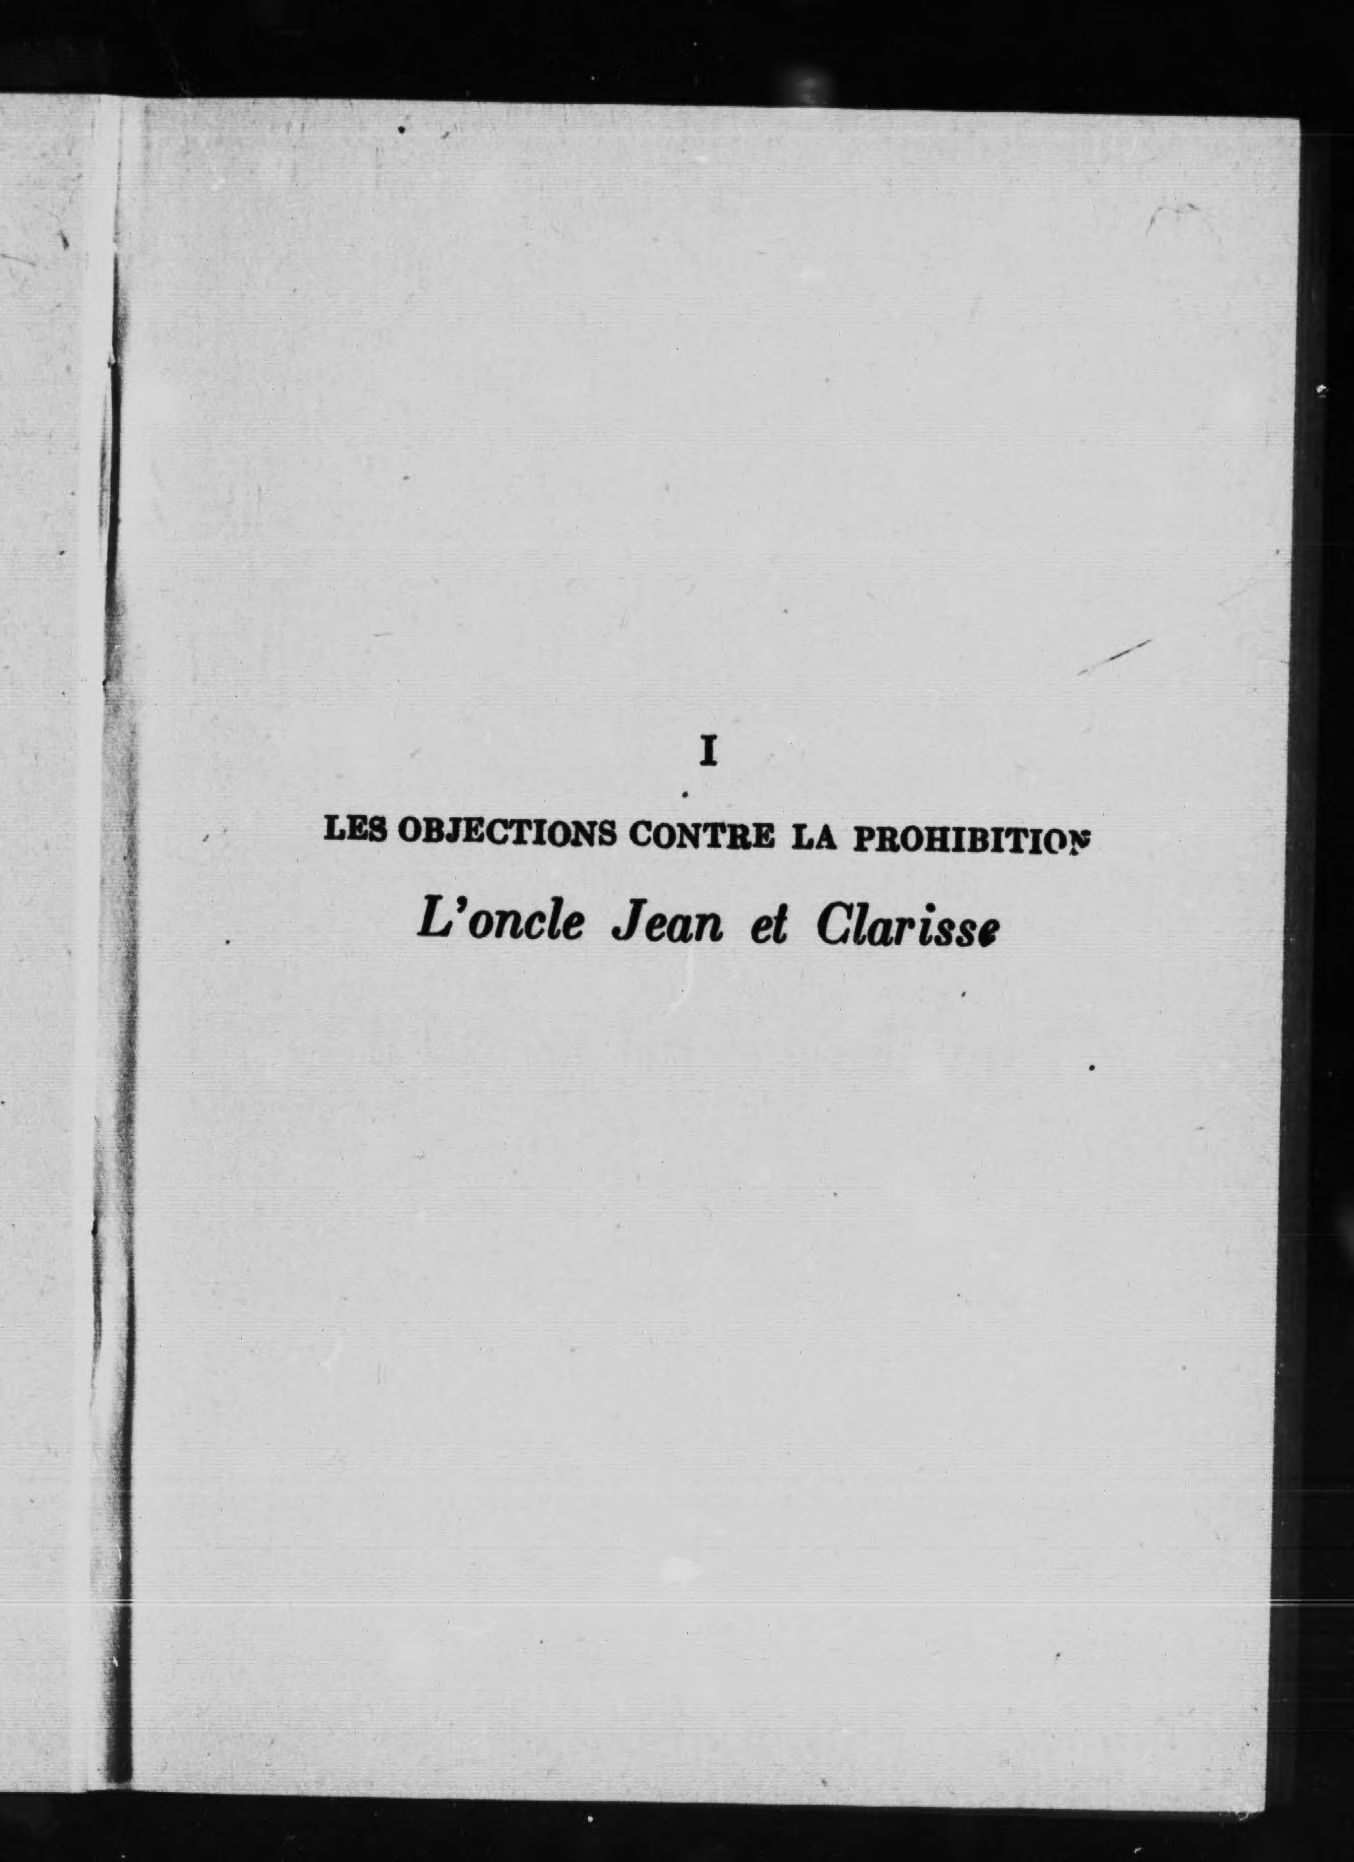 I
LES OBJECTIONS CONTRE LA PROHIBITION
L'oncle Jean et Clarisse